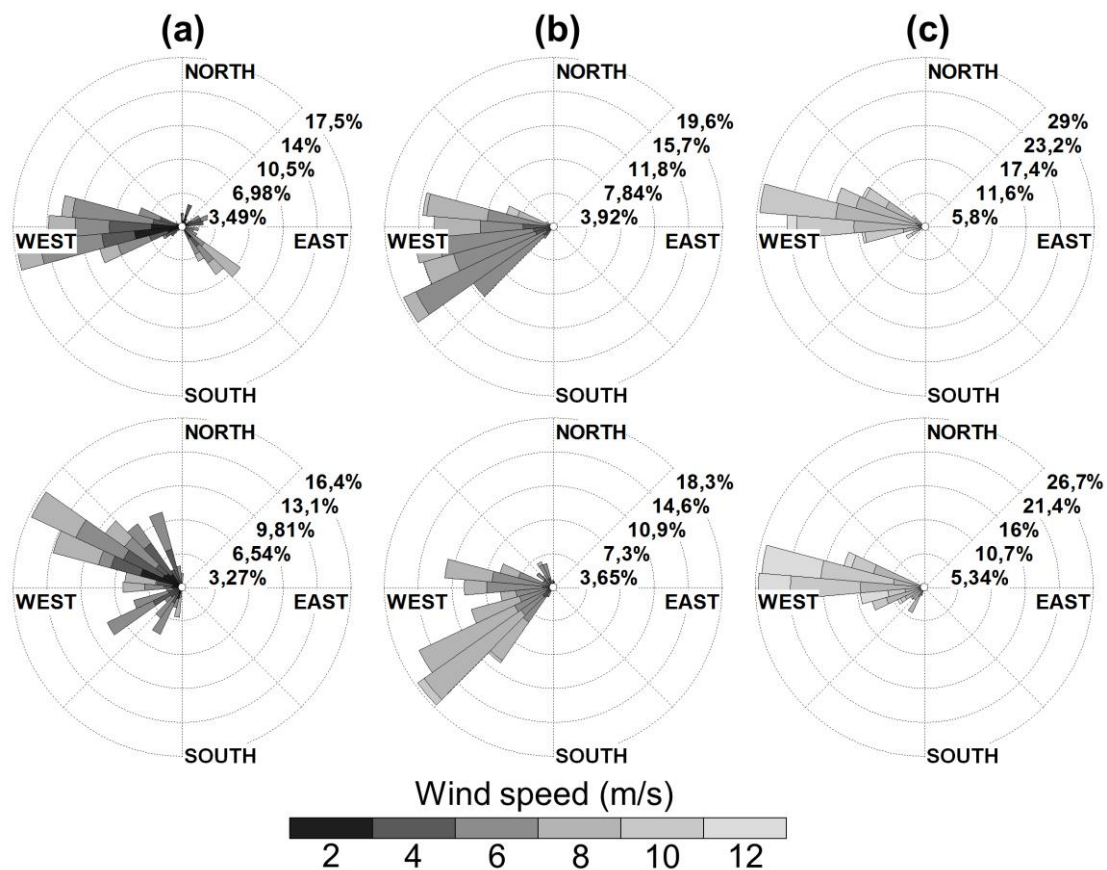 (a) (b) (c)
NORTH NORTH NORTH
17,5% 19,6% 29%
14% 15,7% 23,2%
10,5% 11,8% 17,4%
6,98% 7,84% 11,6%
3,49% 3,92% 5,8%
WEST EAST WEST EAST WEST EAST
SOUTH SOUTH SOUTH
NORTH NORTH NORTH
16,4% 18,3% 26,7%
13,1% 14,6% 21,4%
9,81% 10,9% 16%
6,54% 7,3% 10,7%
3,27% 3,65% 5,34%
WEST EAST WEST EAST WEST EAST
SOUTH SOUTH SOUTH
Wind speed (m/s)
2 4 6 8 10 12